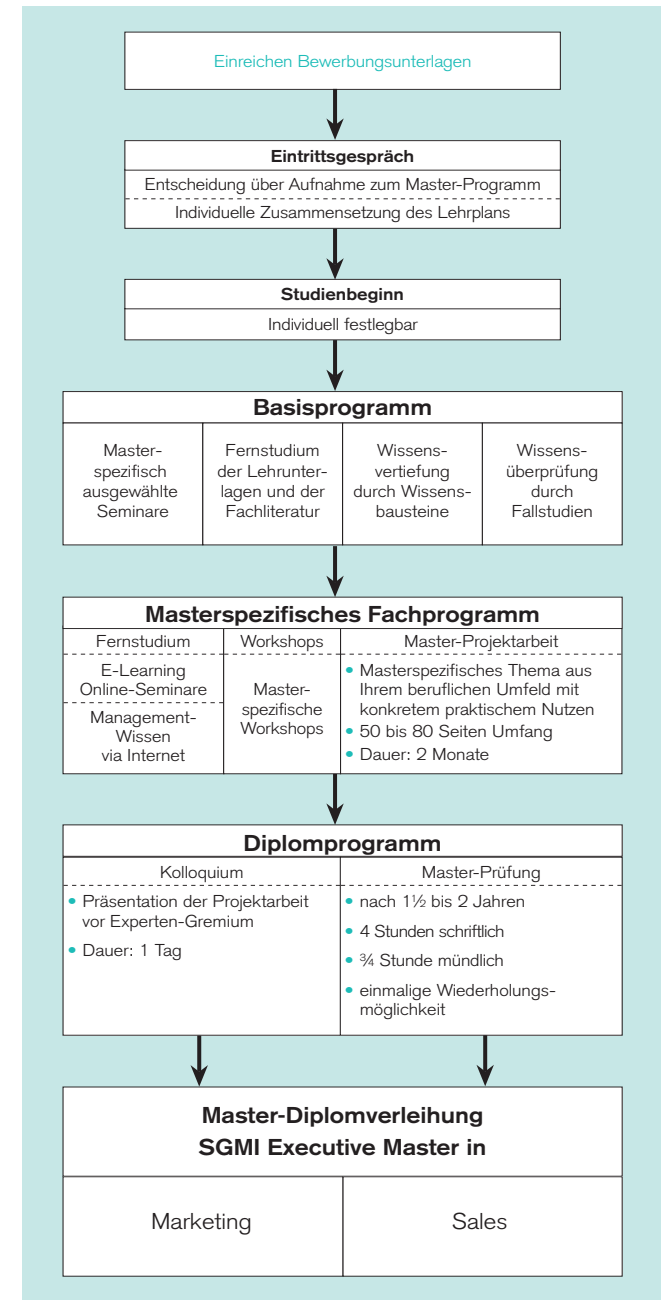 Einreichen Bewerbungsunterlagen
Eintrittsgespräch
Entscheidung über Aufnahme zum Master-Programm
Individuelle Zusammensetzung des Lehrplans
Studienbeginn
Individuell festlegbar
Basisprogramm
Master-
spezifisch
ausgewählte
Seminare
Fernstudium
der Lehrunter-
lagen und der
Fachliteratur
Wissens-
vertiefung
durch Wissens-
bausteine
Wissens-
überprüfung
durch
Fallstudien
Masterspezifisches Fachprogramm
Fernstudium
E-Learning
Online-Seminare
Management-
Wissen
via Internet
Workshops
Master-
spezifische
Workshops
Master-Projektarbeit
• Masterspezifisches Thema aus
Ihrem beruflichen Umfeld mit
konkretem praktischem Nutzen
• 50 bis 80 Seiten Umfang
• Dauer: 2 Monate
Diplomprogramm
Kolloquium
• Präsentation der Projektarbeit
vor Experten-Gremium
• Dauer: 1 Tag
Master-Prüfung
• nach 1½ bis 2 Jahren
• 4 Stunden schriftlich
• ¾ Stunde mündlich
• einmalige Wiederholungs-
möglichkeit
Master-Diplomverleihung
SGMI Executive Master in
Marketing
Sales